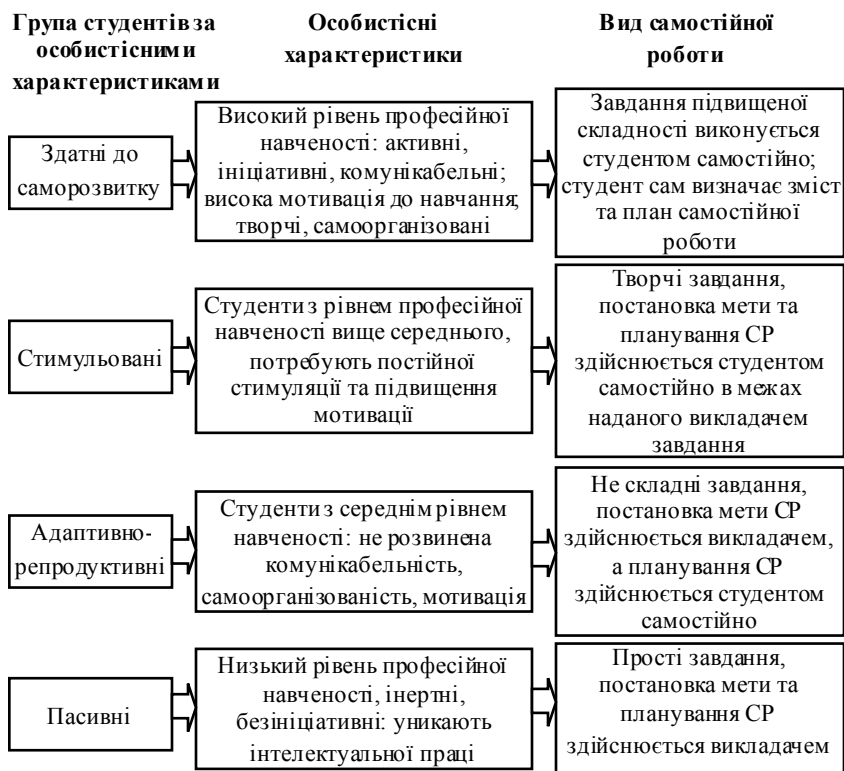 Група студентів за
особистісними
характеристиками
Особистісні
характеристики
Вид самостійної
роботи
Здатні до
саморозвитку
Високий рівень професійної
навченості: активні,
ініціативні, комунікабельні;
висока мотивація до навчання;
творчі, самоорганізовані
Завдання підвищеної
складності виконується
студентом самостійно;
студент сам визначає зміст
та план самостійної
роботи
Стимульовані
Студенти з рівнем професійної
навченості вище середнього,
потребують постійної
стимуляції та підвищення
мотивації
Творчі завдання,
постановка мети та
планування СР
здійснюється студентом
самостійно в межах
наданого викладачем
завдання
Адаптивно-
репродуктивні
Студенти з середнім рівнем
навченості: не розвинена
комунікабельність,
самоорганізованість, мотивація
Не складні завдання,
постановка мети СР
здійснюється викладачем,
а планування СР
здійснюється студентом
самостійно
Пасивні
Низький рівень професійної
навченості, інертні,
безініціативні: уникають
інтелектуальної праці
Прості завдання,
постановка мети та
планування СР
здійснюється викладачем